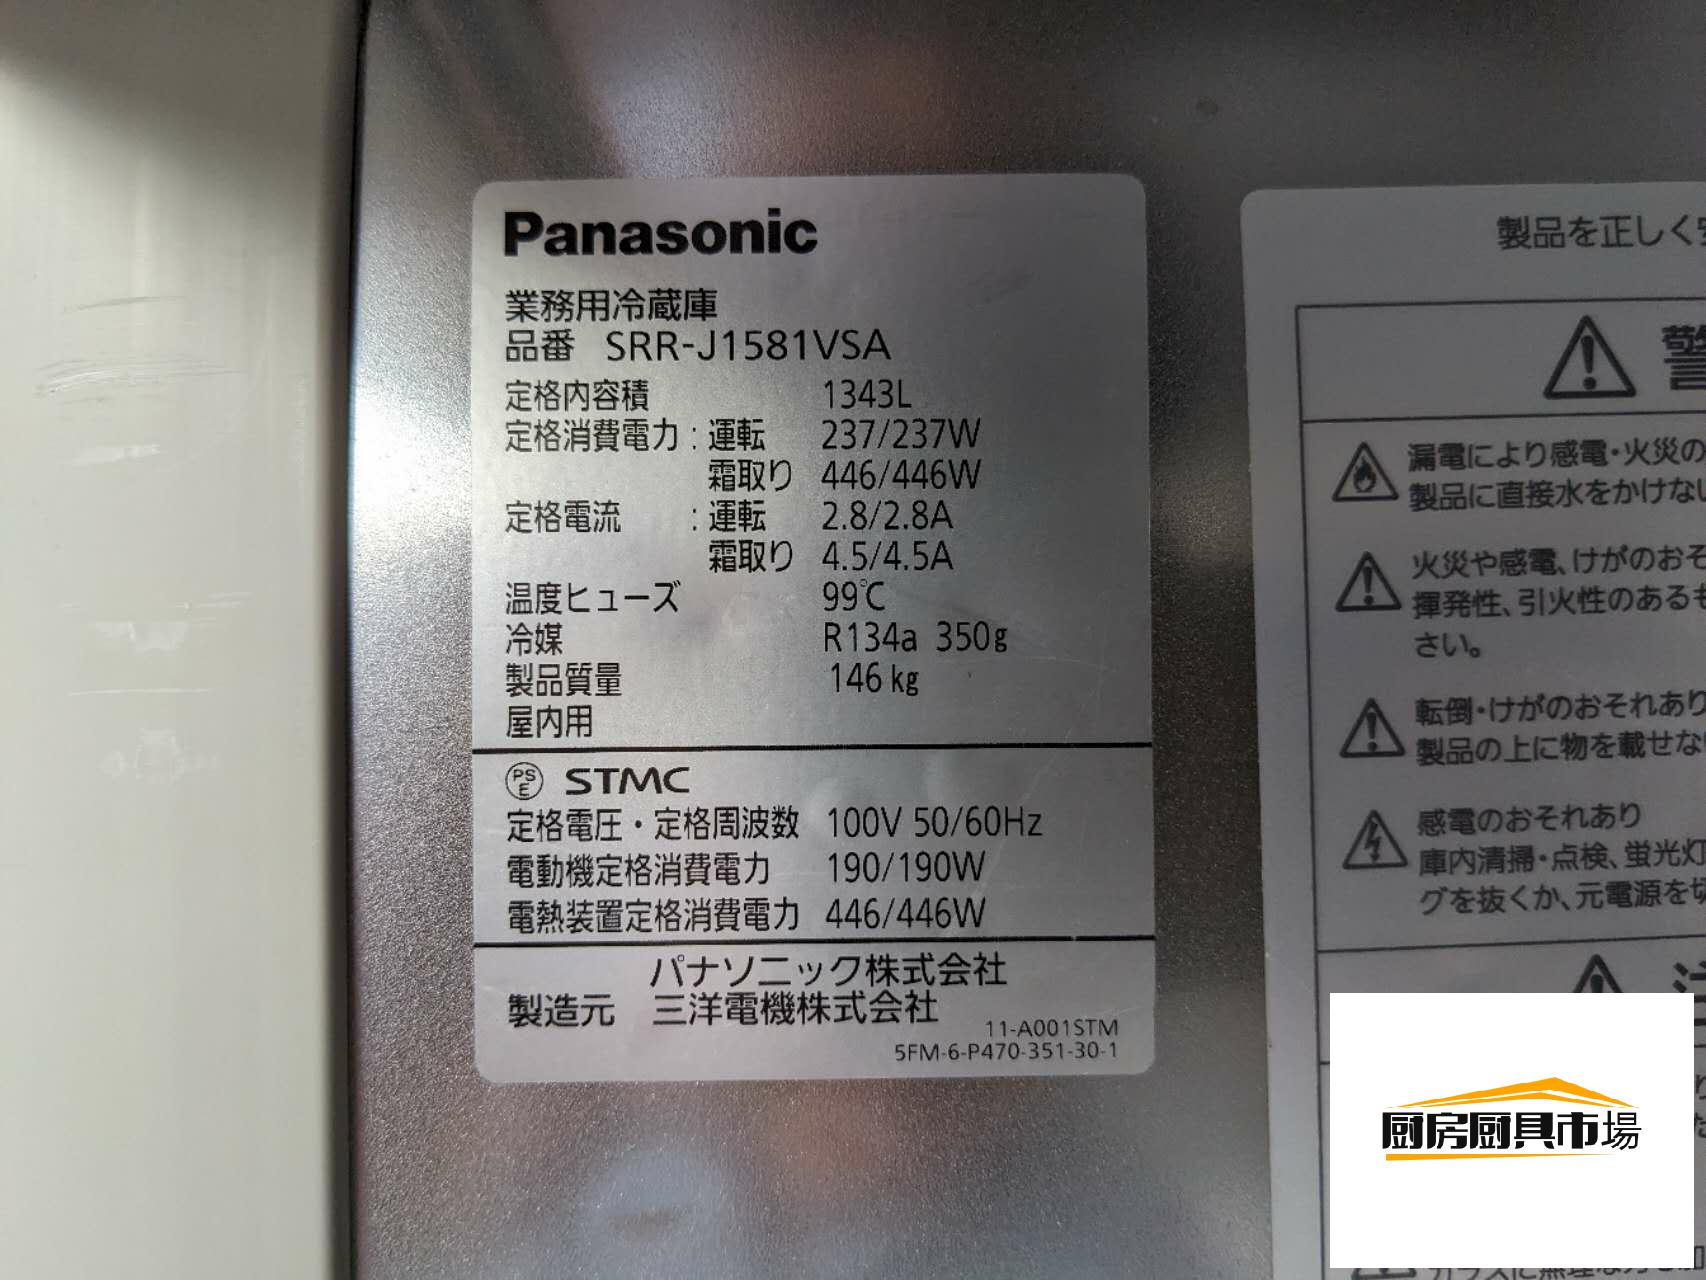 Panasonic
業務用冷蔵庫
品番 SRR-J1581VSA
定格内容積 1343L
定格消費電力:運転 237/237W
霜取り 446/446W
定格電流 :運転 2.8/2.8A
霜取り 4.5/4.5A
温度ヒューズ 99℃
冷媒 R134a 350g
製品質量 146kg
屋内用
PSE STMC
定格電圧・定格周波数 100V 50/60Hz
電動機定格消費電力 190/190W
電熱装置定格消費電力 446/446W
パナソニック株式会社
製造元 三洋電機株式会社
11-A001STM
5FM-6-P470-351-30-1
製品を正しく安
警
漏電により感電・火災の
製品に直接水をかけない
火災や感電、けがのおそ
揮発性、引火性のあるも
さい。
転倒・けがのおそれあり
製品の上に物を載せな
感電のおそれあり
庫内清掃・点検、蛍光灯
グを抜くか、元電源を切
注
厨房厨具市場